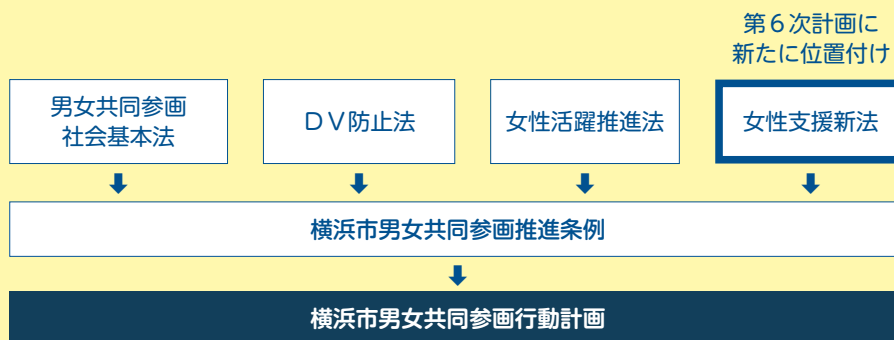 第６次計画に
新たに位置付け
男女共同参画
社会基本法
ＤＶ防止法
女性活躍推進法
女性支援新法
横浜市男女共同参画推進条例
横浜市男女共同参画行動計画